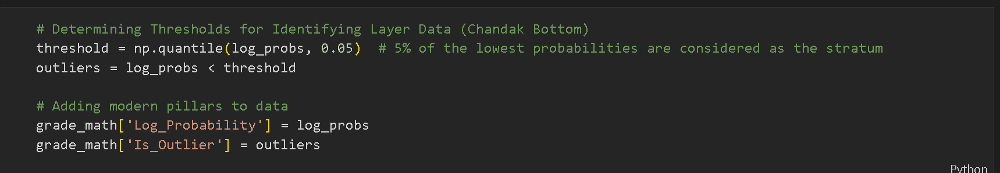 # Determining Thresholds for Identifying Layer Data (Chandak Bottom)
threshold = np.quantile(log_probs, 0.05)  # 5% of the lowest probabilities are considered as the stratum
outliers = log_probs < threshold
# Adding modern pillars to data
grade_math['Log_Probability'] = log_probs
grade_math['Is_Outlier'] = outliers
Python